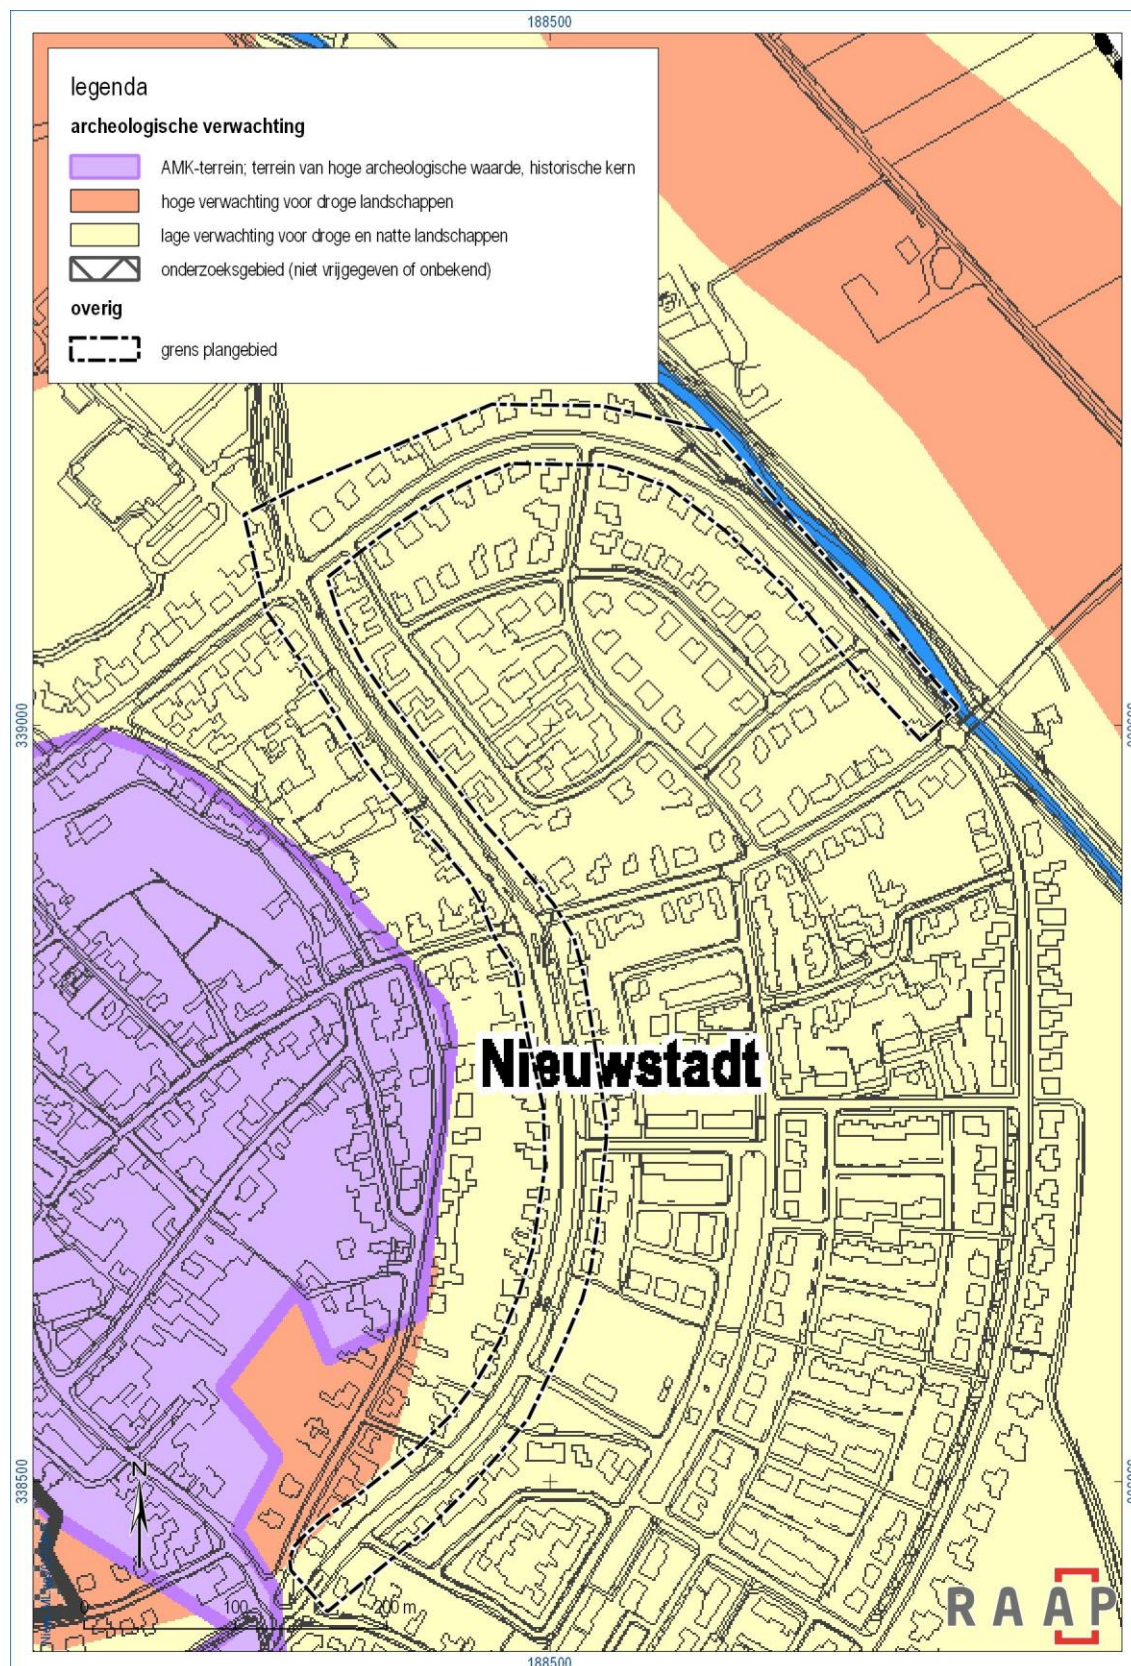 188500
legenda
archeologische verwachting
AMK-terrein; terrein van hoge archeologische waarde, historische kern
hoge verwachting voor droge landschappen
lage verwachting voor droge en natte landschappen
onderzoeksgebied (niet vrijgegeven of onbekend)
overig
grens plangebied
339000
Nieuwstadt
338500
N
0 100 200 m
RAAP
188500